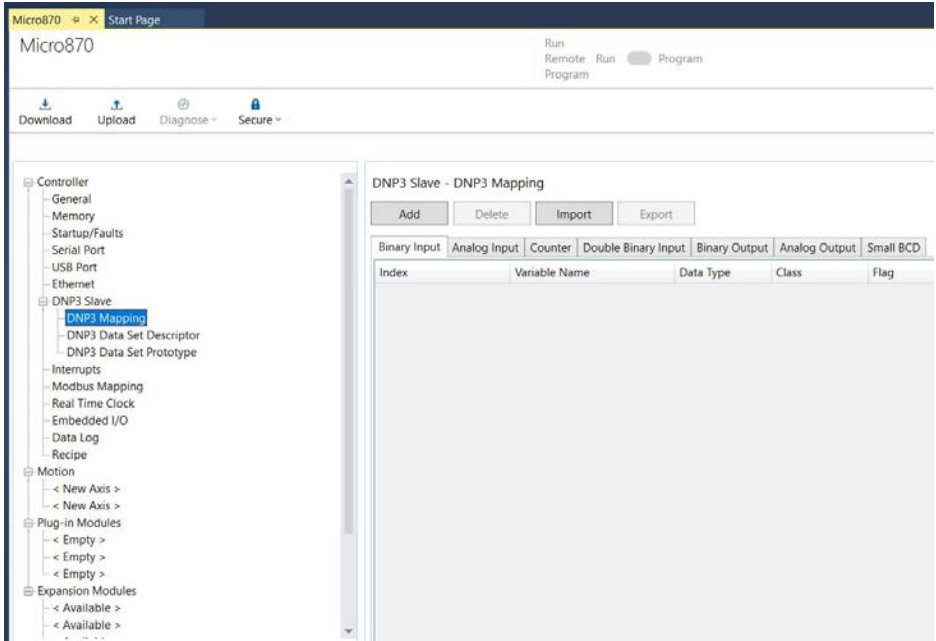 Micro870
Start Page
Micro870
Run
Remote Run Program
Program
Download Upload Diagnose Secure
Controller
General
Memory
Startup/Faults
Serial Port
USB Port
Ethernet
DNP3 Slave
DNP3 Mapping
DNP3 Data Set Descriptor
DNP3 Data Set Prototype
Interrupts
Modbus Mapping
Real Time Clock
Embedded I/O
Data Log
Recipe
Motion
< New Axis >
< New Axis >
Plug-in Modules
< Empty >
< Empty >
< Empty >
Expansion Modules
< Available >
< Available >
DNP3 Slave - DNP3 Mapping
Add Delete Import Export
Binary Input Analog Input Counter Double Binary Input Binary Output Analog Output Small BCD
Index Variable Name Data Type Class Flag